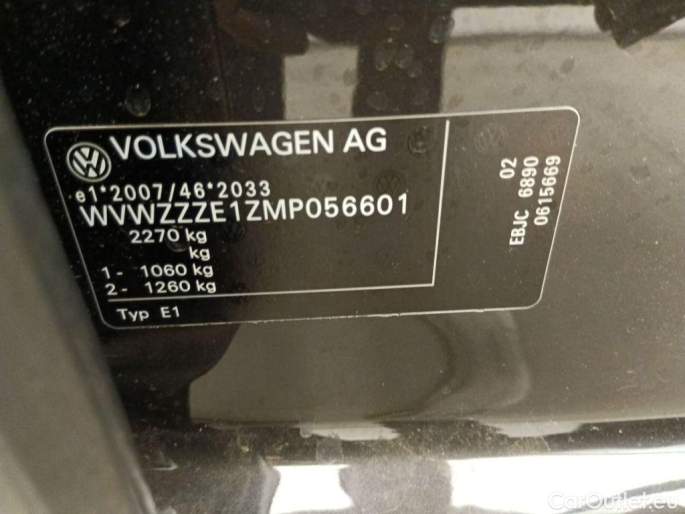 VOLKSWAGEN AG
e1*2007/46*2033
WVWZZZE1ZMP056601
2270 kg
kg
1- 1060 kg
2- 1260 kg
Typ E1
02
EBJC 6890
0615669
CarOutlet.eu